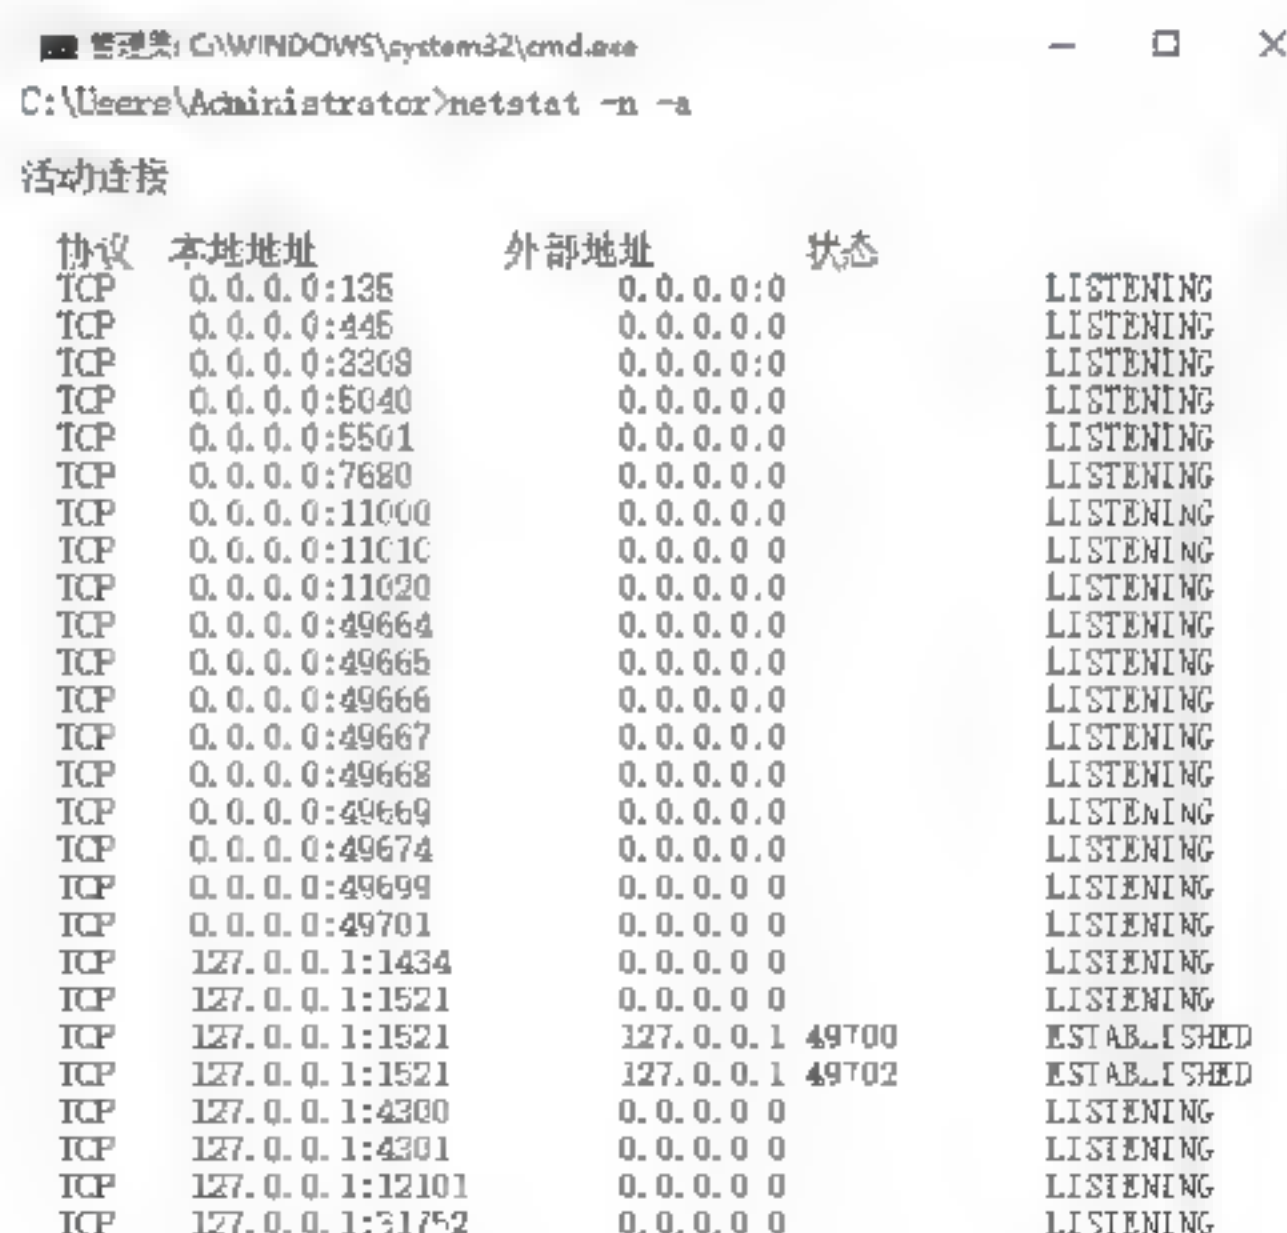 管理员: C:\WINDOWS\system32\cmd.exe
C:\Users\Administrator>netstat -n -a
活动连接
协议 本地地址 外部地址 状态
TCP 0.0.0.0:135 0.0.0.0:0 LISTENING
TCP 0.0.0.0:445 0.0.0.0.0 LISTENING
TCP 0.0.0.0 0.0.0.0:0 LISTENING
TCP 0.0.0.0:5040 0.0.0.0.0 LISTENING
TCP 0.0.0.0:5501 0.0.0.0.0 LISTENING
TCP 0.0.0.0:7680 0.0.0.0.0 LISTENING
TCP 0.0.0.0:11000 0.0.0.0.0 LISTENING
TCP 0.0.0.0:11010 0.0.0.0 0 LISTENING
TCP 0.0.0.0:11020 0.0.0.0.0 LISTENING
TCP 0.0.0.0:49664 0.0.0.0.0 LISTENING
TCP 0.0.0.0:49665 0.0.0.0.0 LISTENING
TCP 0.0.0.0:49666 0.0.0.0.0 LISTENING
TCP 0.0.0.0:49667 0.0.0.0.0 LISTENING
TCP 0.0.0.0:49668 0.0.0.0.0 LISTENING
TCP 0.0.0.0:49669 0.0.0.0.0 LISTENING
TCP 0.0.0.0:49674 0.0.0.0.0 LISTENING
TCP 0.0.0.0:49699 0.0.0.0 0 LISTENING
TCP 0.0.0.0:49701 0.0.0.0 0 LISTENING
TCP 127.0.0.1:1434 0.0.0.0 0 LISTENING
TCP 127.0.0.1:1521 0.0.0.0 0 LISTENING
TCP 127.0.0.1:1521 127.0.0.1 49700 ESTABLISHED
TCP 127.0.0.1:1521 127.0.0.1 49702 ESTABLISHED
TCP 127.0.0.1:4300 0.0.0.0 0 LISTENING
TCP 127.0.0.1:4301 0.0.0.0 0 LISTENING
TCP 127.0.0.1:12101 0.0.0.0 0 LISTENING
TCP 127.0.0.1:31752 0.0.0.0 0 LISTENING